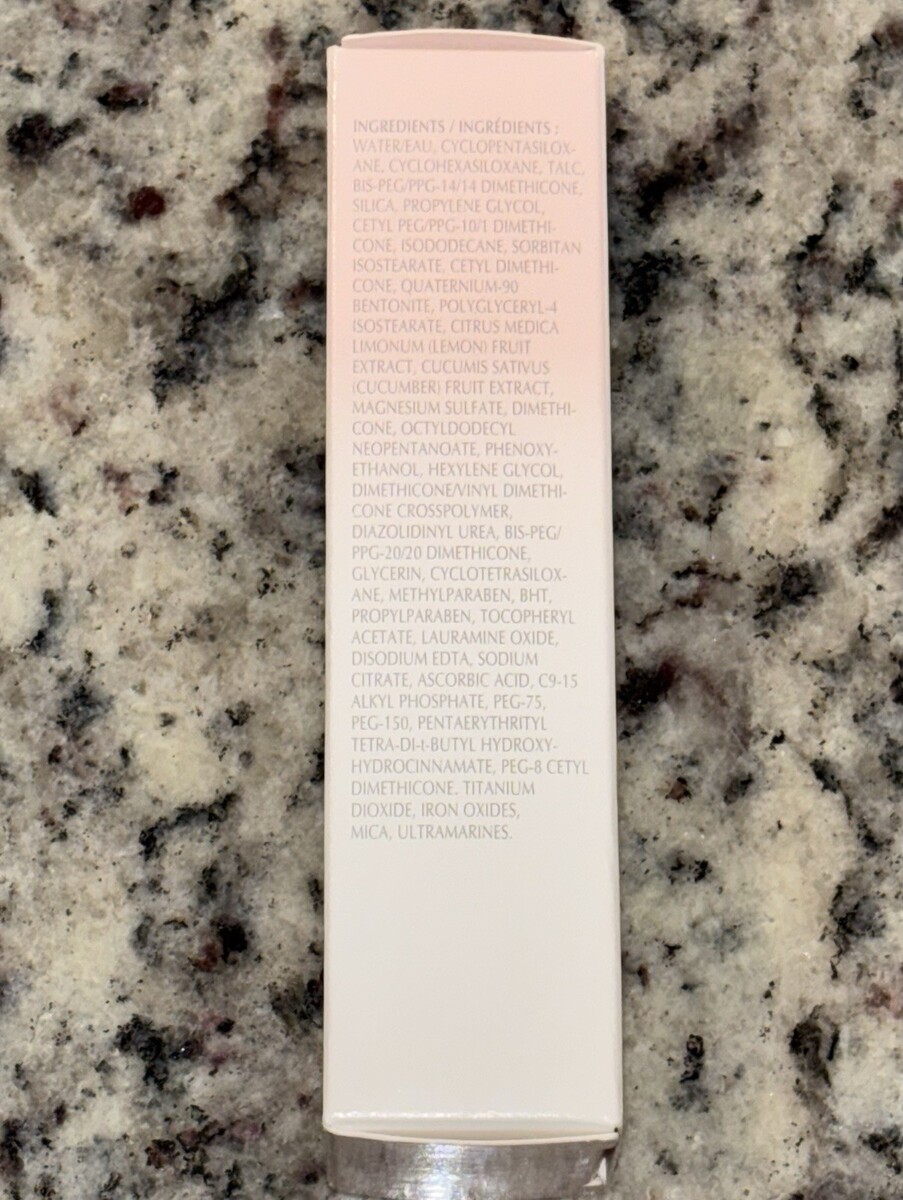 INGREDIENTS / INGRÉDIENTS :
WATER/EAU, CYCLOPENTASILOX-
ANE, CYCLOHEXASILOXANE, TALC,
BIS-PEG/PPG-14/14 DIMETHICONE,
SILICA, PROPYLENE GLYCOL,
CETYL PEG/PPG-10/1 DIMETHI-
CONE, ISODODECANE, SORBITAN
ISOSTEARATE, CETYL DIMETHI-
CONE, QUATERNIUM-90
BENTONITE, POLYGLYCERYL-4
ISOSTEARATE, CITRUS MEDICA
LIMONUM (LEMON) FRUIT
EXTRACT, CUCUMIS SATIVUS
(CUCUMBER) FRUIT EXTRACT,
MAGNESIUM SULFATE, DIMETHI-
CONE, OCTYLDODECYL
NEOPENTANOATE, PHENOXY-
ETHANOL, HEXYLENE GLYCOL,
DIMETHICONE/VINYL DIMETHI-
CONE CROSSPOLYMER,
DIAZOLIDINYL UREA, BIS-PEG/
PPG-20/20 DIMETHICONE,
GLYCERIN, CYCLOTETRASILOX-
ANE, METHYLPARABEN, BHT,
PROPYLPARABEN, TOCOPHERYL
ACETATE, LAURAMINE OXIDE,
DISODIUM EDTA, SODIUM
CITRATE, ASCORBIC ACID, C9-15
ALKYL PHOSPHATE, PEG-75,
PEG-150, PENTAERYTHRITYL
TETRA-DI-t-BUTYL HYDROXY-
HYDROCINNAMATE, PEG-8 CETYL
DIMETHICONE. TITANIUM
DIOXIDE, IRON OXIDES,
MICA, ULTRAMARINES.